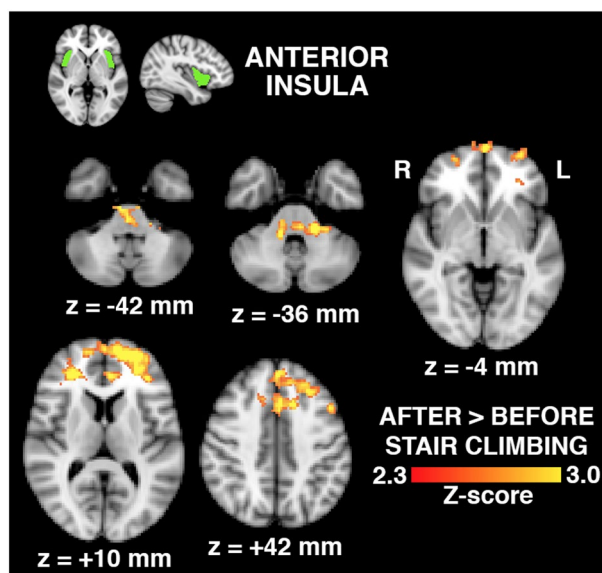 ANTERIOR
INSULA
R
L
z = -42 mm
z = -36 mm
z = -4 mm
AFTER > BEFORE
STAIR CLIMBING
2.3
3.0
Z-score
z = +10 mm
z = +42 mm